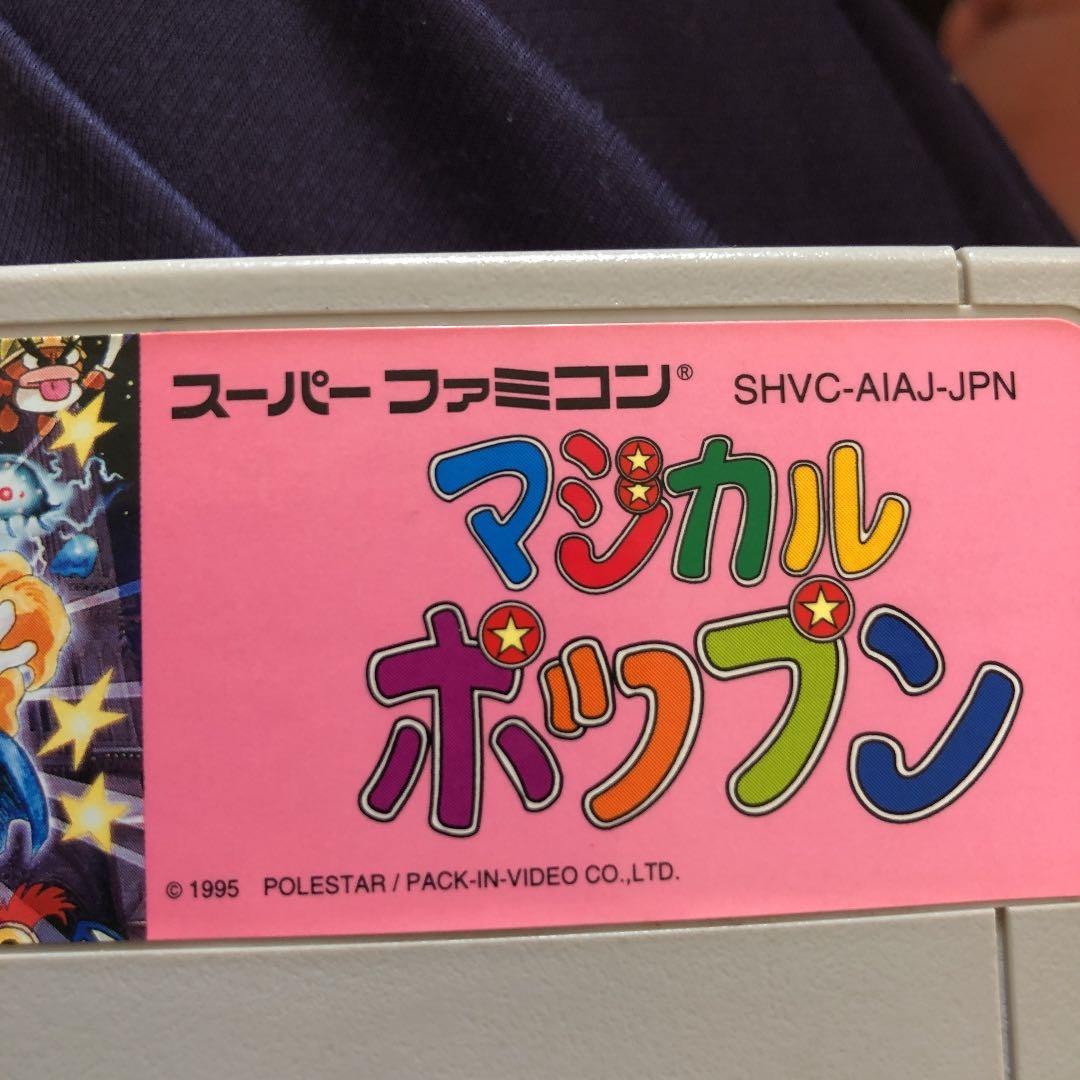 スーパーファミコン® SHVC-AIAJ-JPN
マジカル
ポップン
© 1995 POLESTAR / PACK-IN-VIDEO CO.,LTD.